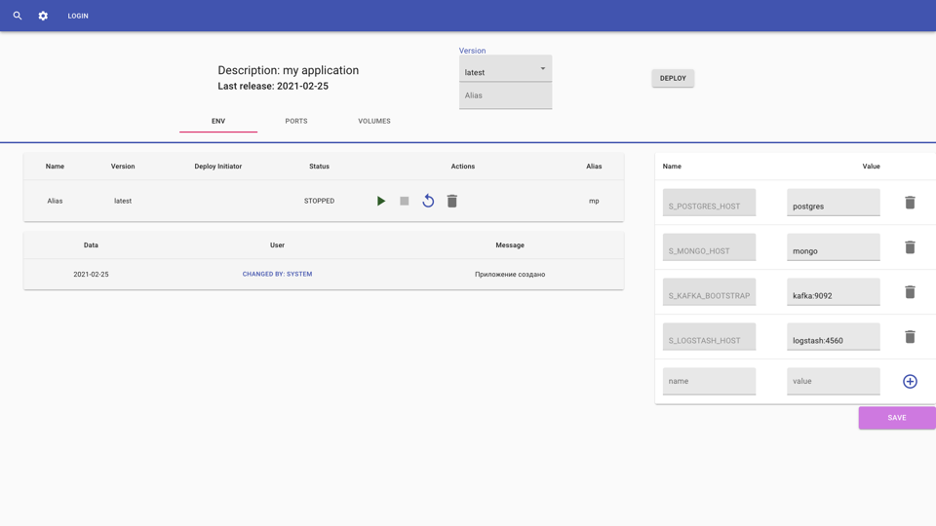 LOGIN
Description: my application
Last release: 2021-02-25
Version
latest
Alias
DEPLOY
ENV PORTS VOLUMES
Name Version Deploy Initiator Status Actions Alias
Alias latest STOPPED mp
Data User Message
2021-02-25 CHANGED BY: SYSTEM Приложение создано
Name Value
S_POSTGRES_HOST postgres
S_MONGO_HOST mongo
S_KAFKA_BOOTSTRAP kafka:9092
S_LOGSTASH_HOST logstash:4560
name value
SAVE